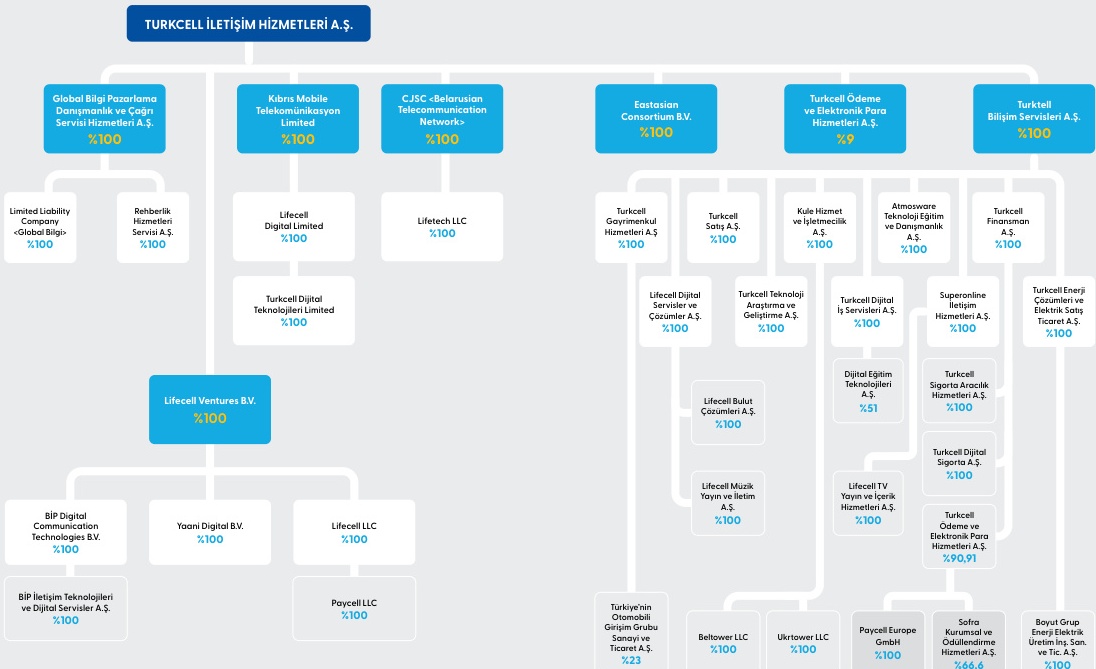 TURKCELL İLETİŞİM HİZMETLERİ A.Ş.
Global Bilgi Pazarlama
Danışmanlık ve Çağrı
Servisi Hizmetleri A.Ş.
%100
Kıbrıs Mobile
Telekomünikasyon
Limited
%100
CJSC <Belarusian
Telecommunication
Network>
%100
Eastasian
Consortium B.V.
%100
Turkcell Ödeme
ve Elektronik Para
Hizmetleri A.Ş.
%9
Turktell
Bilişim Servisleri A.Ş.
%100
Limited Liability
Company
<Global Bilgi>
%100
Rehberlik
Hizmetleri
Servisi A.Ş.
%100
Lifecell
Digital Limited
%100
Lifetech LLC
%100
Turkcell
Gayrimenkul
Hizmetleri A.Ş
%100
Turkcell
Satış A.Ş.
%100
Kule Hizmet
ve İşletmecilik
A.Ş.
%100
Atmosware
Teknoloji Eğitim
ve Danışmanlık
A.Ş.
%100
Turkcell
Finansman
A.Ş.
%100
Turkcell Dijital
Teknolojileri Limited
%100
Lifecell Dijital
Servisler ve
Çözümler A.Ş.
%100
Turkcell Teknoloji
Araştırma ve
Geliştirme A.Ş.
%100
Turkcell Dijital
İş Servisleri A.Ş.
%100
Superonline
İletişim
Hizmetleri A.Ş.
%100
Turkcell Enerji
Çözümleri ve
Elektrik Satış
Ticaret A.Ş.
%100
Lifecell Ventures B.V.
%100
Lifecell Bulut
Çözümleri A.Ş.
%100
Dijital Eğitim
Teknolojileri
A.Ş.
%51
Turkcell
Sigorta Aracılık
Hizmetleri A.Ş.
%100
Turkcell Dijital
Sigorta A.Ş.
%100
Lifecell Müzik
Yayın ve İletim
A.Ş.
%100
Lifecell TV
Yayın ve İçerik
Hizmetleri A.Ş.
%100
Turkcell
Ödeme ve
Elektronik Para
Hizmetleri A.Ş.
%90,91
BİP Digital
Communication
Technologies B.V.
%100
Yaani Digital B.V.
%100
Lifecell LLC
%100
BİP İletişim Teknolojileri
ve Dijital Servisler A.Ş.
%100
Paycell LLC
%100
Türkiye'nin
Otomobili
Girişim Grubu
Sanayi ve
Ticaret A.Ş.
%23
Beltower LLC
%100
Ukrtower LLC
%100
Paycell Europe
GmbH
%100
Sofra
Kurumsal ve
Ödüllendirme
Hizmetleri A.Ş.
%66.6
Boyut Grup
Enerji Elektrik
Üretim İnş. San.
ve Tic. A.Ş.
%100